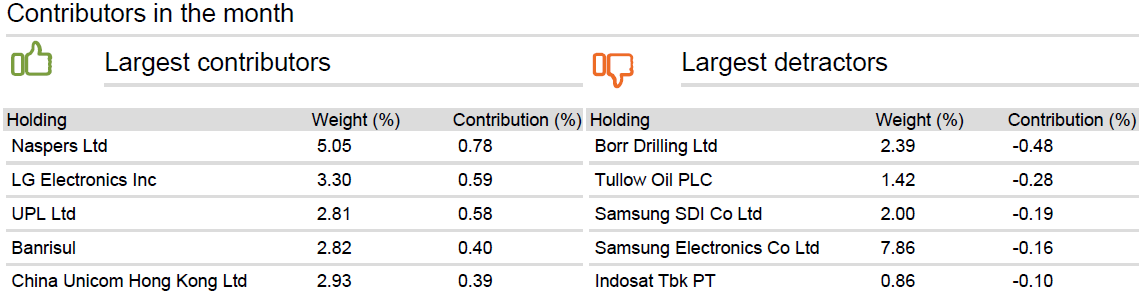 Contributors in the month
Largest contributors Largest detractors
Holding Weight (%) Contribution (%) Holding Weight (%) Contribution (%)
Naspers Ltd 5.05 0.78 Borr Drilling Ltd 2.39 -0.48
LG Electronics Inc 3.30 0.59 Tullow Oil PLC 1.42 -0.28
UPL Ltd 2.81 0.58 Samsung SDI Co Ltd 2.00 -0.19
Banrisul 2.82 0.40 Samsung Electronics Co Ltd 7.86 -0.16
China Unicom Hong Kong Ltd 2.93 0.39 Indosat Tbk PT 0.86 -0.10